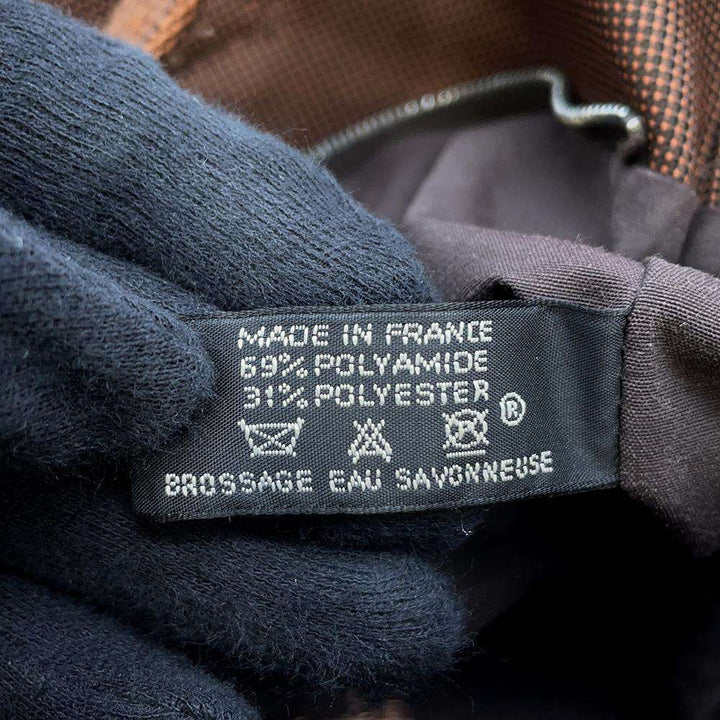 MADE IN FRANCE
69% POLYAMIDE
31% POLYESTER
®
BROSSAGE EAU SAVONNEUSE